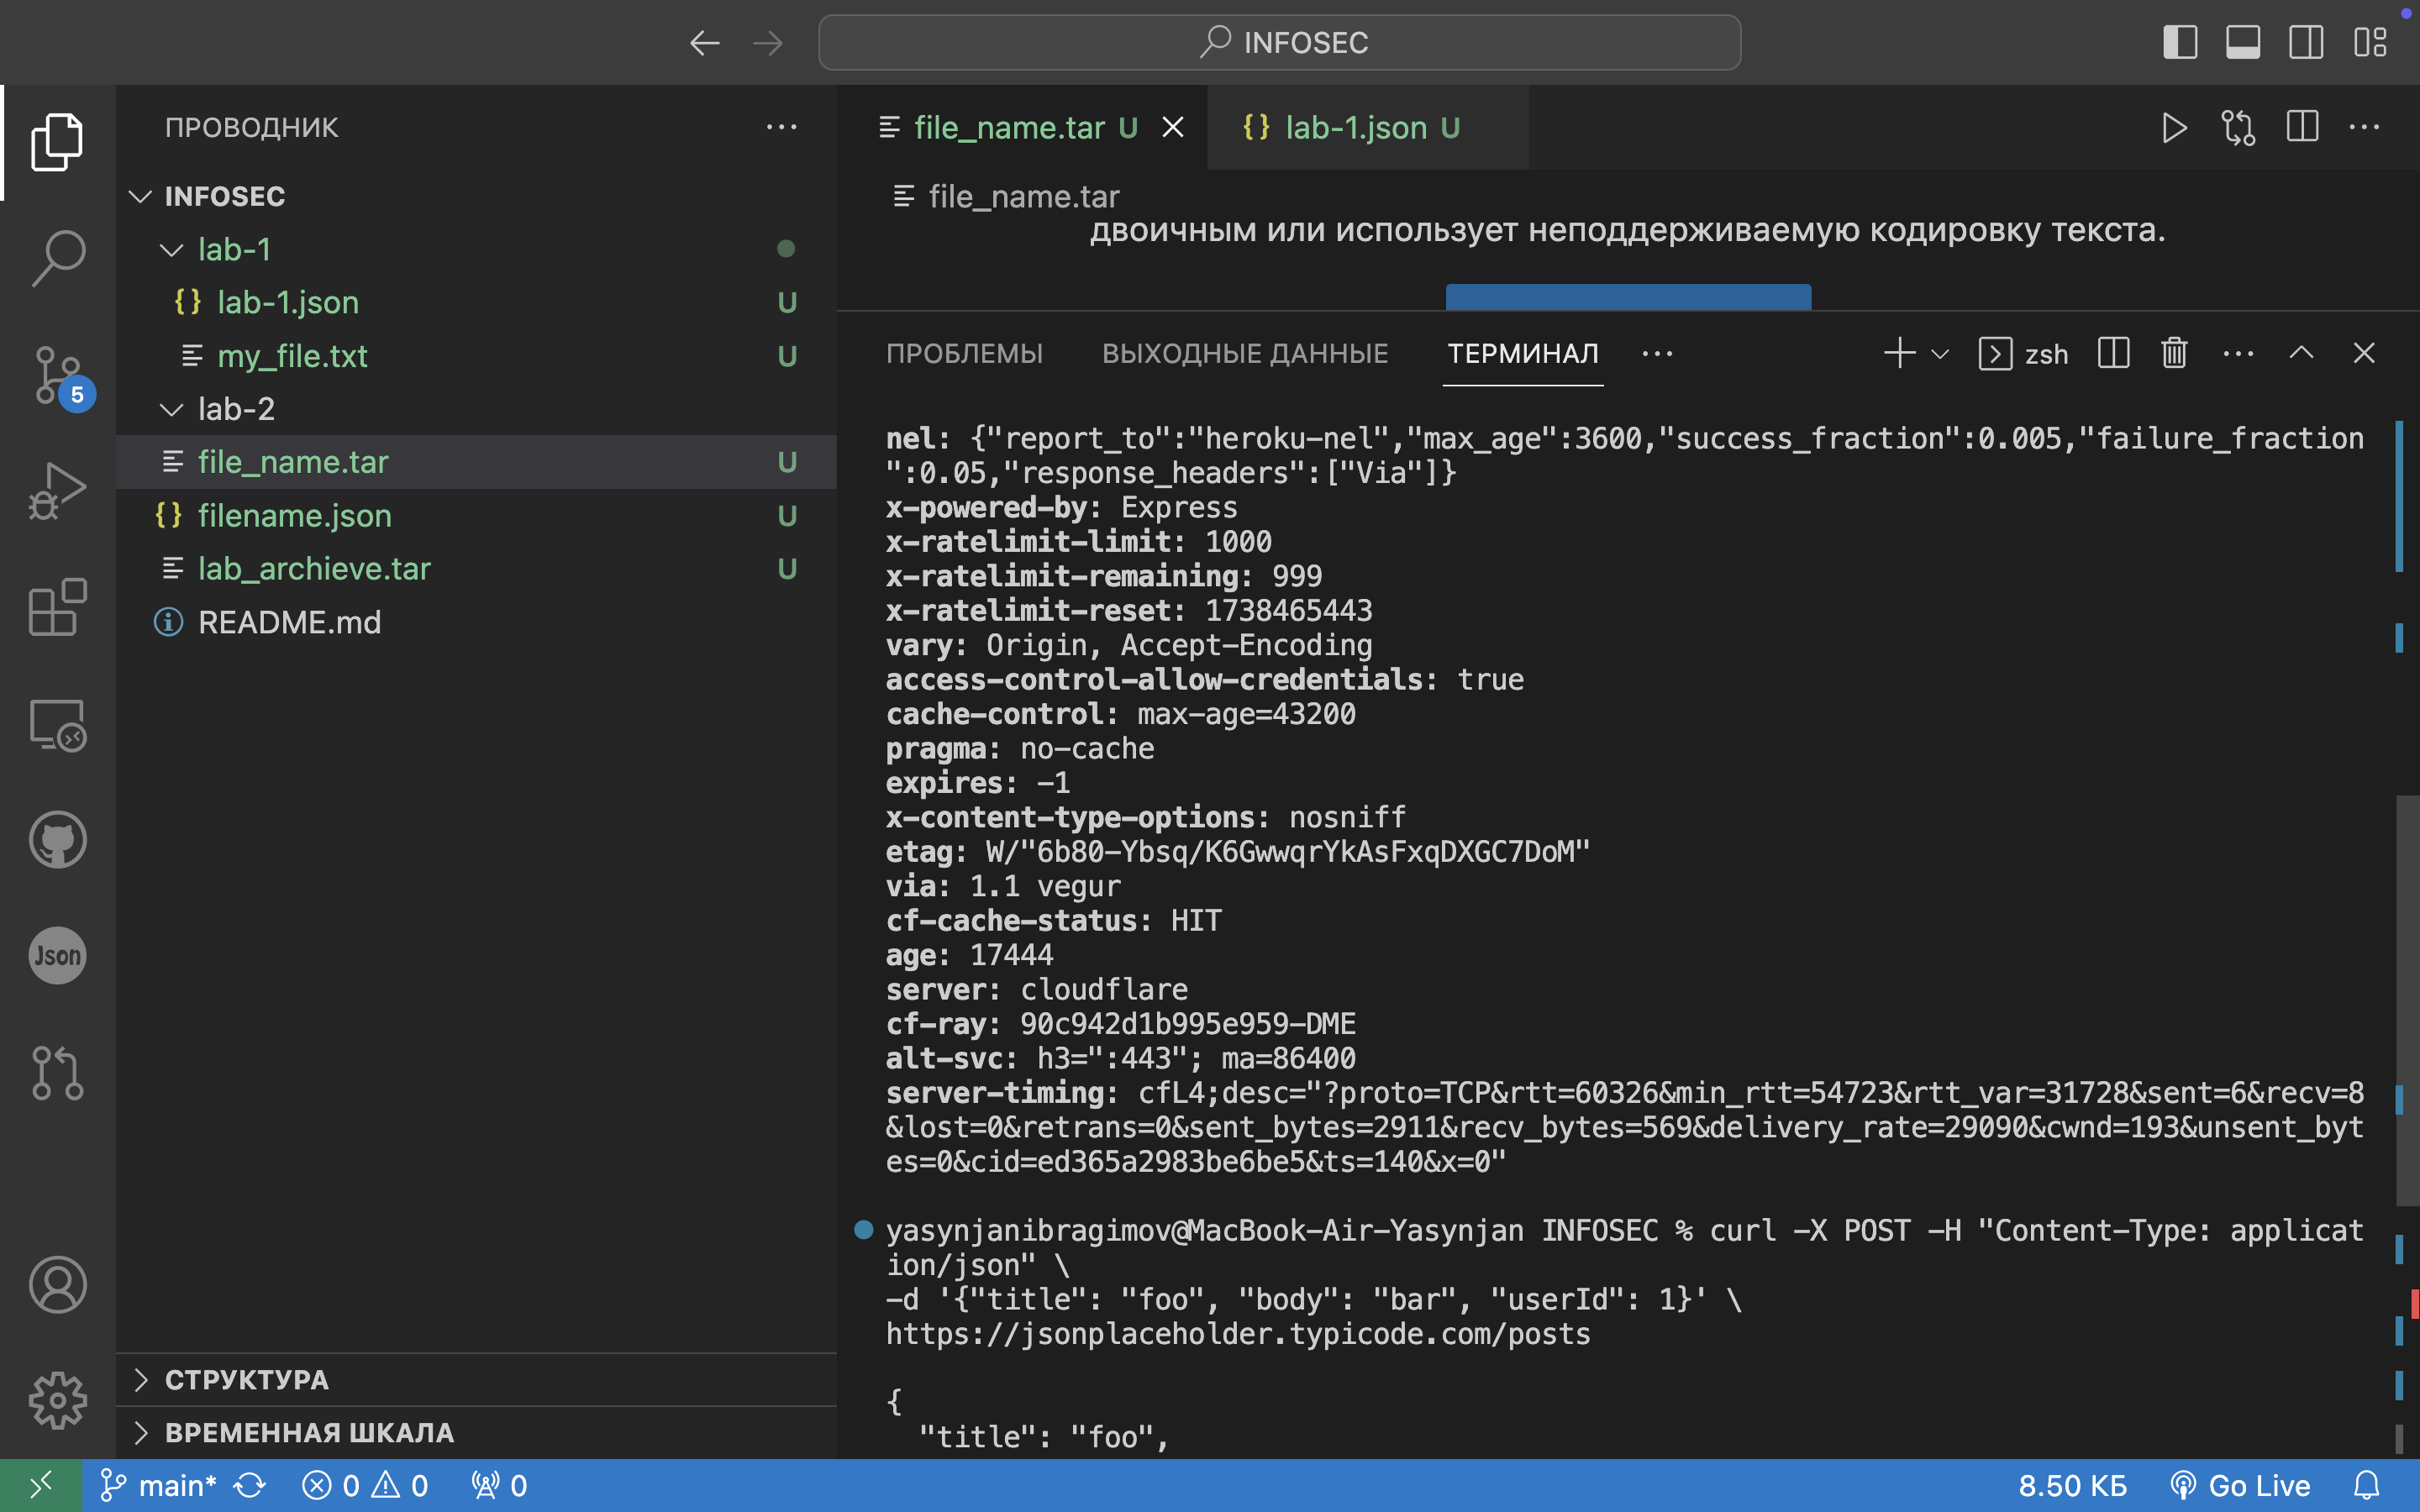 INFOSEC
ПРОВОДНИК
INFOSEC
lab-1
lab-1.json U
my_file.txt U
lab-2
file_name.tar U
filename.json U
lab_archieve.tar U
README.md
5
Json
СТРУКТУРА
ВРЕМЕННАЯ ШКАЛА
file_name.tar U
lab-1.json U
file_name.tar
двоичным или использует неподдерживаемую кодировку текста.
ПРОБЛЕМЫ ВЫХОДНЫЕ ДАННЫЕ ТЕРМИНАЛ
zsh
nel: {"report_to":"heroku-nel","max_age":3600,"success_fraction":0.005,"failure_fraction
":0.05,"response_headers":["Via"]}
x-powered-by: Express
x-ratelimit-limit: 1000
x-ratelimit-remaining: 999
x-ratelimit-reset: 1738465443
vary: Origin, Accept-Encoding
access-control-allow-credentials: true
cache-control: max-age=43200
pragma: no-cache
expires: -1
x-content-type-options: nosniff
etag: W/"6b80-Ybsq/K6GwwqrYkAsFxqDXGC7DoM"
via: 1.1 vegur
cf-cache-status: HIT
age: 17444
server: cloudflare
cf-ray: 90c942d1b995e959-DME
alt-svc: h3=":443"; ma=86400
server-timing: cfL4;desc="?proto=TCP&rtt=60326&min_rtt=54723&rtt_var=31728&sent=6&recv=8
&lost=0&retrans=0&sent_bytes=2911&recv_bytes=569&delivery_rate=29090&cwnd=193&unsent_byt
es=0&cid=ed365a2983be6be5&ts=140&x=0"
yasynjanibragimov@MacBook-Air-Yasynjan INFOSEC % curl -X POST -H "Content-Type: applicat
ion/json" \
-d '{"title": "foo", "body": "bar", "userId": 1}' \
https://jsonplaceholder.typicode.com/posts
{
"title": "foo",
main* 0 0 0
8.50 КБ Go Live